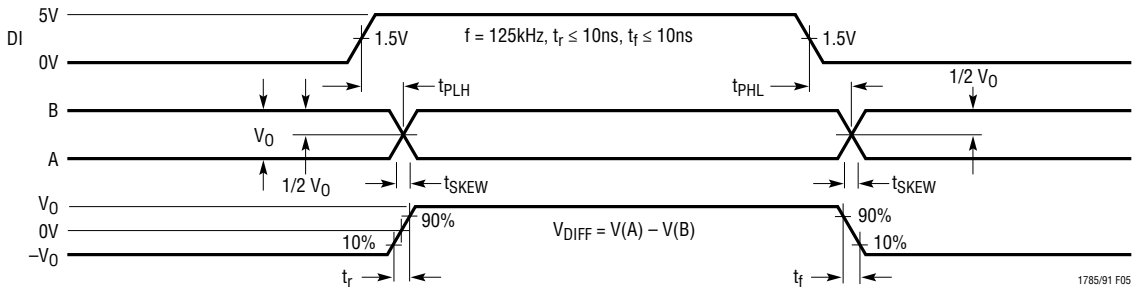 5V
DI
0V
1.5V
f = 125kHz, tr ≤ 10ns, tf ≤ 10ns
1.5V
tPLH
tPHL
1/2 VO
B
VO
A
1/2 VO
tSKEW
tSKEW
VO
0V
–VO
90%
10%
VDIFF = V(A) – V(B)
90%
10%
tr
tf
1785/91 F05